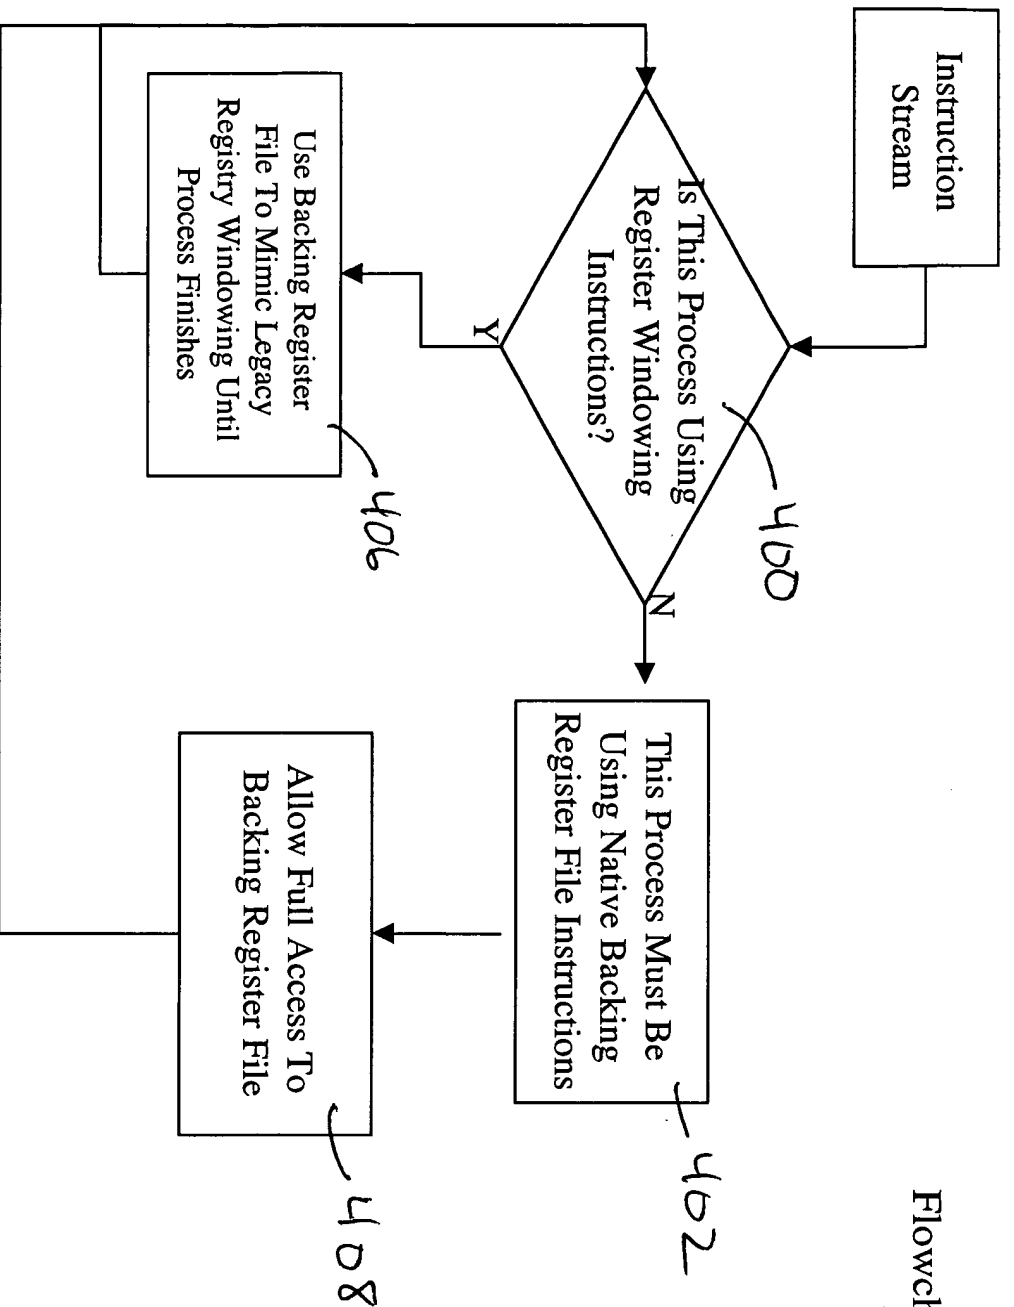 Instruction
Stream
Is This Process Using
Register Windowing
Instructions?
400
Y
N
Use Backing Register
File To Mimic Legacy
Registry Windowing Until
Process Finishes
406
This Process Must Be
Using Native Backing
Register File Instructions
402
Allow Full Access To
Backing Register File
408